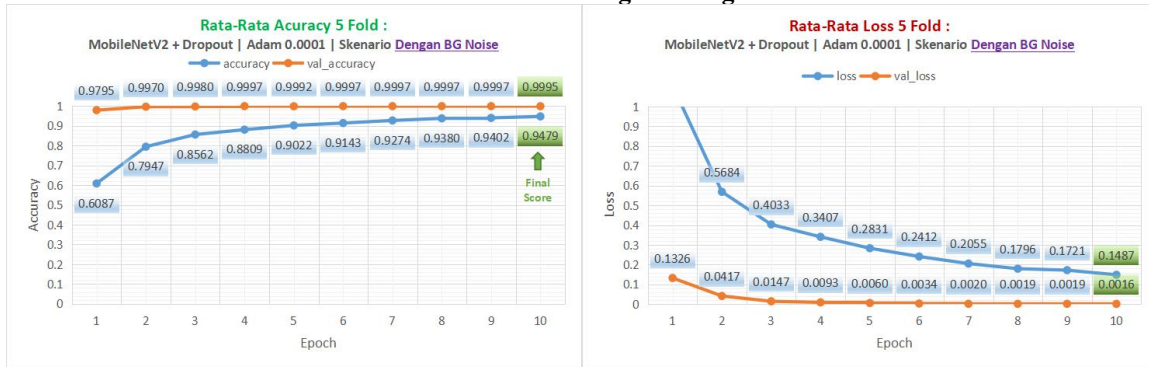 Rata-Rata Acuracy 5 Fold :
MobileNetV2 + Dropout | Adam 0.0001 | Skenario Dengan BG Noise
accuracy val_accuracy
0.9795 0.9970 0.9980 0.9997 0.9992 0.9997 0.9997 0.9997 0.9997 0.9995
1
0.9
0.8
0.7
0.6
0.5
0.4
0.3
0.2
0.1
0
0.6087 0.7947 0.8562 0.8809 0.9022 0.9143 0.9274 0.9380 0.9402 0.9479
Final
Score
Accuracy
1 2 3 4 5 6 7 8 9 10
Epoch
Rata-Rata Loss 5 Fold :
MobileNetV2 + Dropout | Adam 0.0001 | Skenario Dengan BG Noise
loss val_loss
1
0.9
0.8
0.7
0.6
0.5
0.4
0.3
0.2
0.1
0
0.5684 0.4033 0.3407 0.2831 0.2412 0.2055 0.1796 0.1721 0.1487
0.1326 0.0417 0.0147 0.0093 0.0060 0.0034 0.0020 0.0019 0.0019 0.0016
Loss
1 2 3 4 5 6 7 8 9 10
Epoch